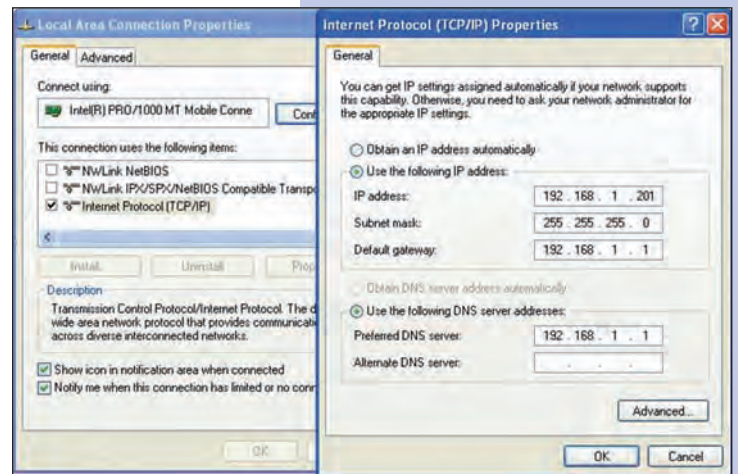 Local Area Connection Properties
General Advanced
Connect using:
Intel(R) PRO/1000 MT Mobile Conne
Conf
This connection uses the following items:
NWLink NetBIOS
NWLink IPX/SPX/NetBIOS Compatible Transpo
Internet Protocol (TCP/IP)
Install... Uninstall Prop
Description
Transmission Control Protocol/Internet Protocol. The d
wide area network protocol that provides communicati
across diverse interconnected networks.
Show icon in notification area when connected
Notify me when this connection has limited or no conn
OK
Internet Protocol (TCP/IP) Properties
General
You can get IP settings assigned automatically if your network supports
this capability. Otherwise, you need to ask your network administrator for
the appropriate IP settings.
Obtain an IP address automatically
Use the following IP address:
IP address: 192 . 168 . 1 . 201
Subnet mask: 255 . 255 . 255 . 0
Default gateway: 192 . 168 . 1 . 1
Obtain DNS server address automatically
Use the following DNS server addresses:
Preferred DNS server: 192 . 168 . 1 . 1
Alternate DNS server: . . .
Advanced...
OK Cancel